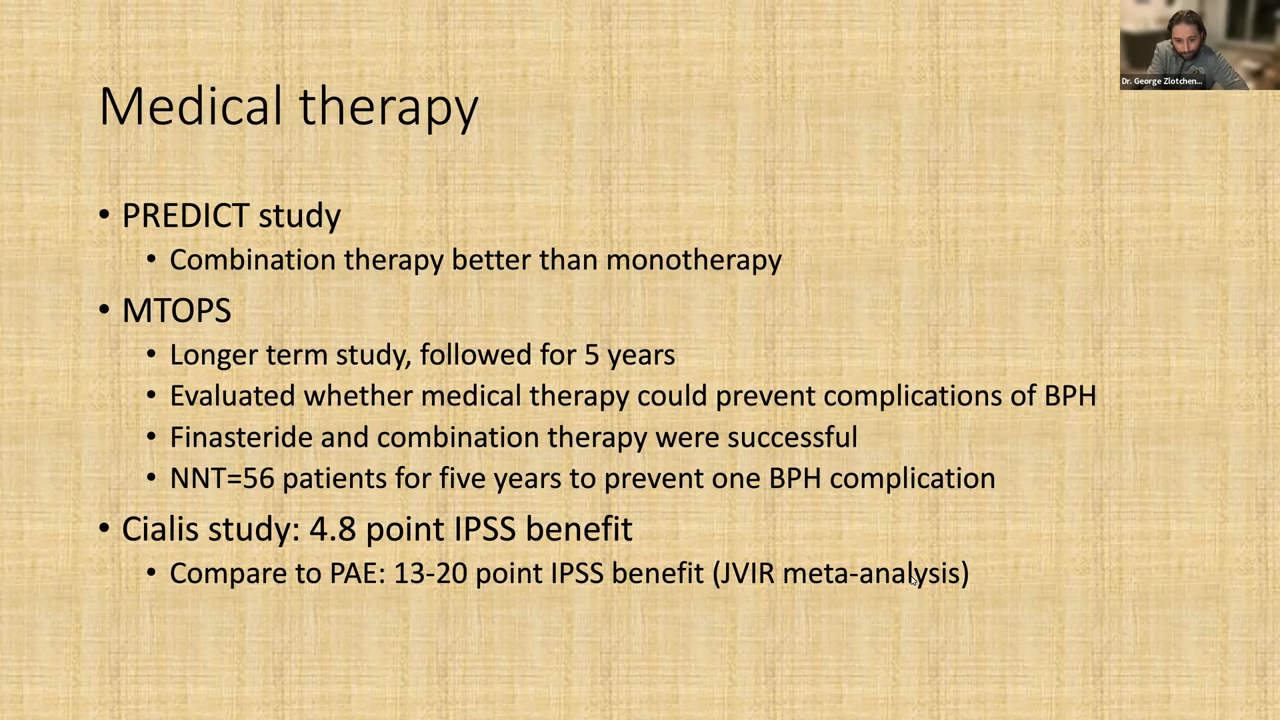 Dr. George Zlotchen...
Medical therapy
• PREDICT study
• Combination therapy better than monotherapy
• MTOPS
• Longer term study, followed for 5 years
• Evaluated whether medical therapy could prevent complications of BPH
• Finasteride and combination therapy were successful
• NNT=56 patients for five years to prevent one BPH complication
• Cialis study: 4.8 point IPSS benefit
• Compare to PAE: 13-20 point IPSS benefit (JVIR meta-analysis)